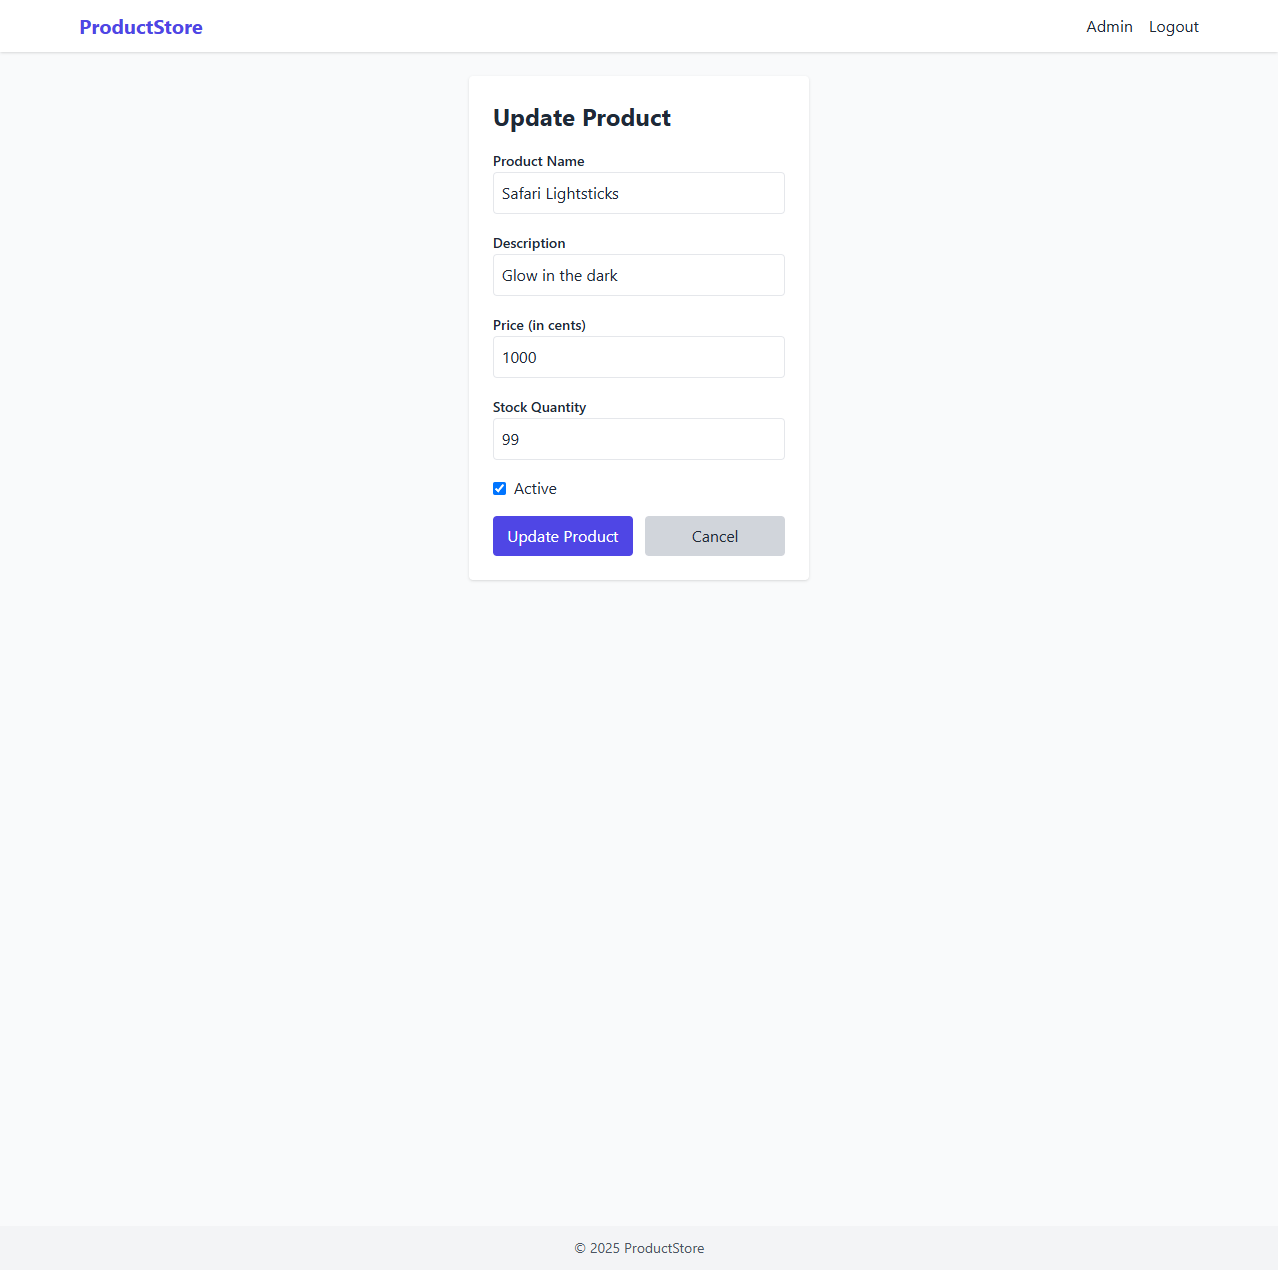 ProductStore
Admin Logout
Update Product
Product Name
Safari Lightsticks
Description
Glow in the dark
Price (in cents)
1000
Stock Quantity
99
Active
Update Product Cancel
© 2025 ProductStore